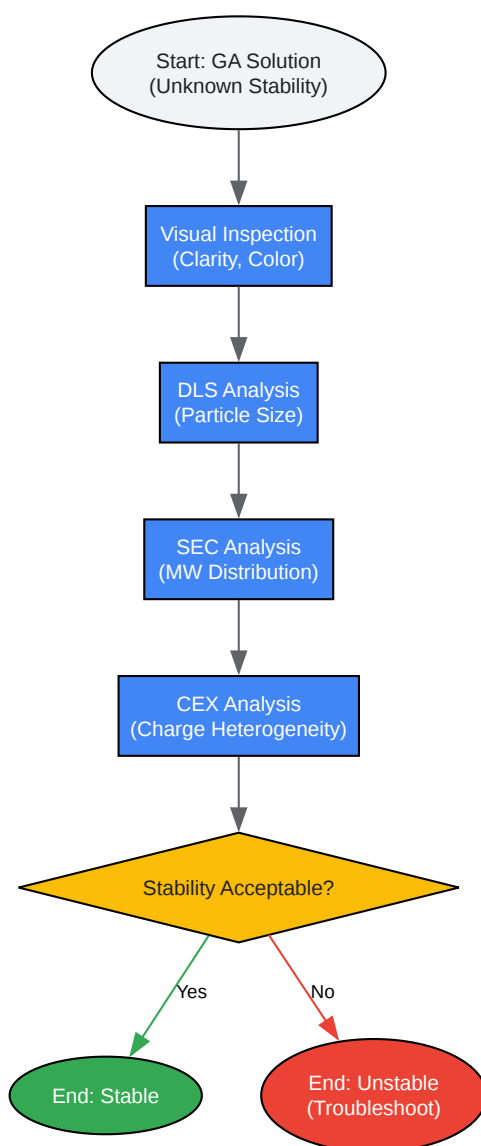 Start: GA Solution
(Unknown Stability)
Visual Inspection
(Clarity, Color)
DLS Analysis
(Particle Size)
SEC Analysis
(MW Distribution)
CEX Analysis
(Charge Heterogeneity)
Stability Acceptable?
Yes
No
End: Stable
End: Unstable
(Troubleshoot)